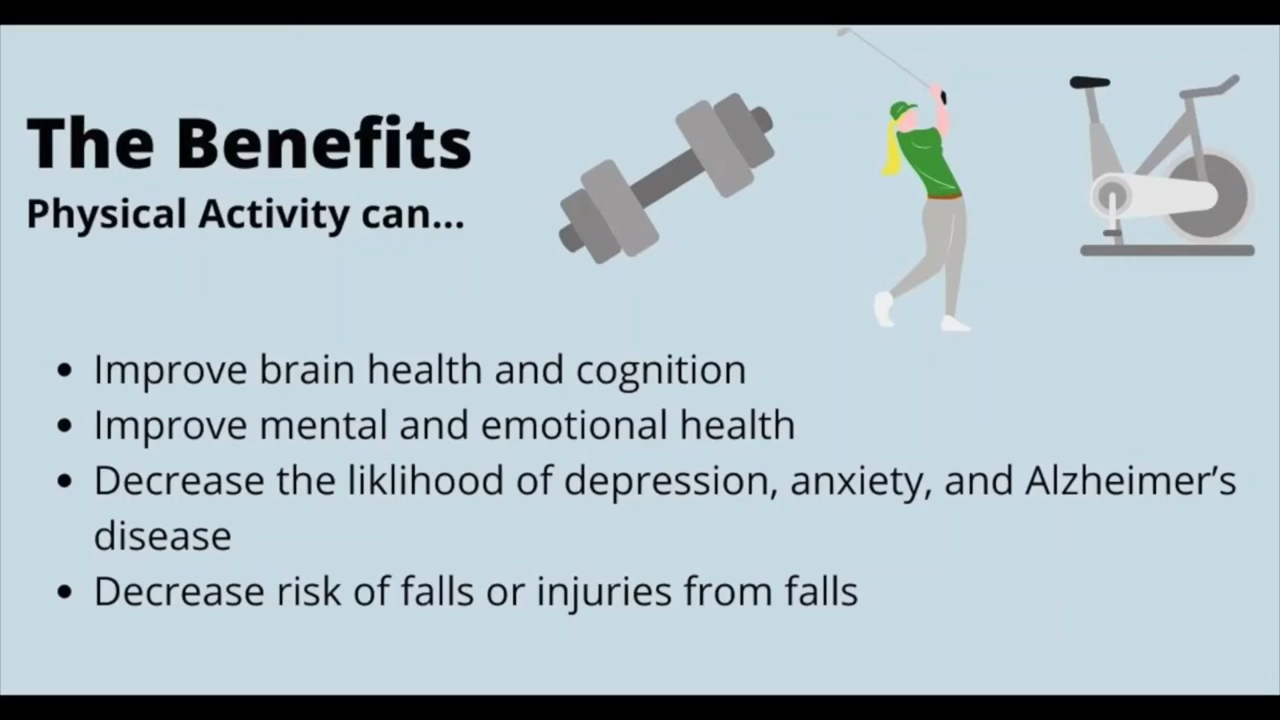 The Benefits
Physical Activity can...
• Improve brain health and cognition
• Improve mental and emotional health
• Decrease the liklihood of depression, anxiety, and Alzheimer’s
disease
• Decrease risk of falls or injuries from falls